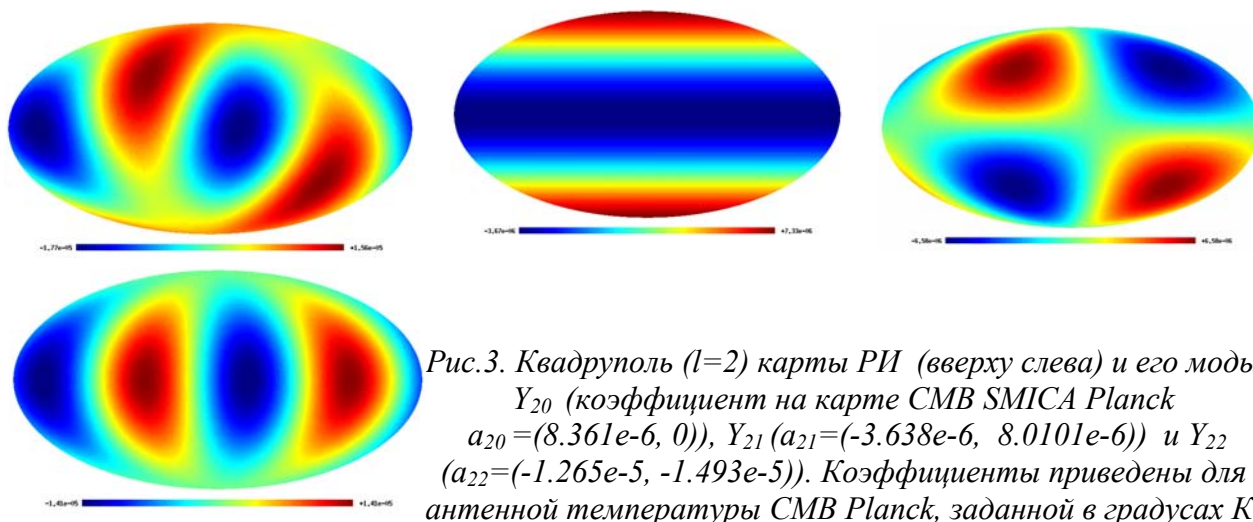 -1.77e-05 +1.56e-05
-3.67e-06 +7.33e-06
-6.58e-06 +6.58e-06
-1.41e-05 +1.41e-05
Рис.3. Квадруполь (l=2) карты РИ (вверху слева) и его моды
Y20 (коэффициент на карте CMB SMICA Planck
a20 =(8.361e-6, 0)), Y21 (a21=(-3.638e-6, 8.0101e-6)) и Y22
(a22=(-1.265e-5, -1.493e-5)). Коэффициенты приведены для
антенной температуры CMB Planck, заданной в градусах К